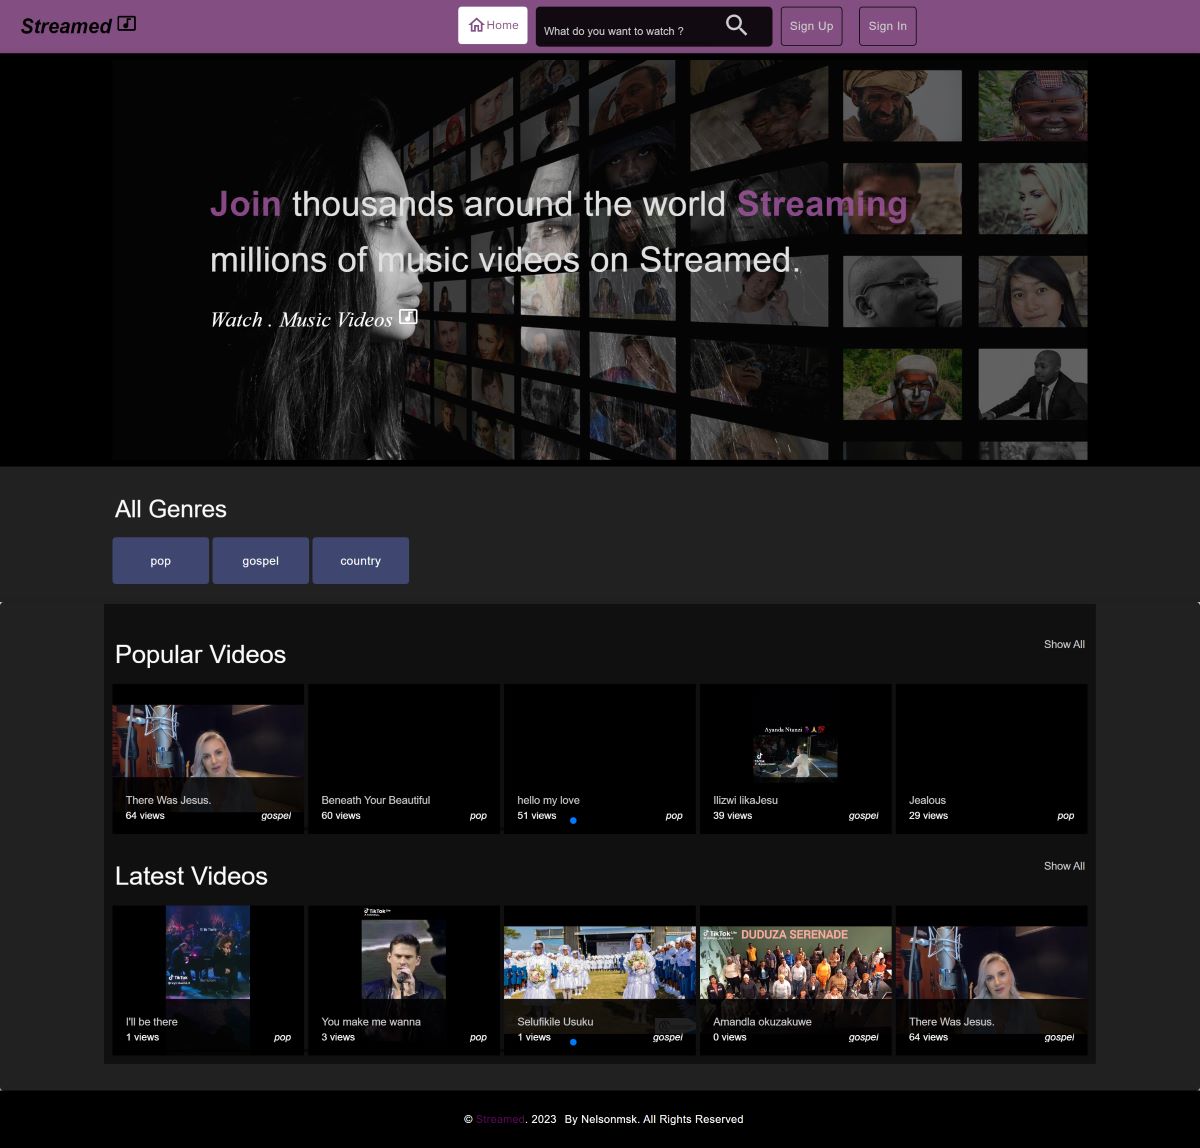 Streamed
Home
What do you want to watch ?
Sign Up
Sign In
Join thousands around the world Streaming
millions of music videos on Streamed.
Watch . Music Videos
All Genres
pop
gospel
country
Popular Videos
Show All
Ayanda Ntanzi
TikTok
There Was Jesus.
64 views
gospel
Beneath Your Beautiful
60 views
pop
hello my love
51 views
pop
Ilizwi likaJesu
39 views
gospel
Jealous
29 views
pop
Latest Videos
Show All
TikTok
TikTok
TikTok
DUDUZA SERENADE
I'll be there
1 views
pop
You make me wanna
3 views
pop
Selufikile Usuku
1 views
gospel
Amandla okuzakuwe
0 views
gospel
There Was Jesus.
64 views
gospel
© Streamed. 2023 By Nelsonmsk. All Rights Reserved